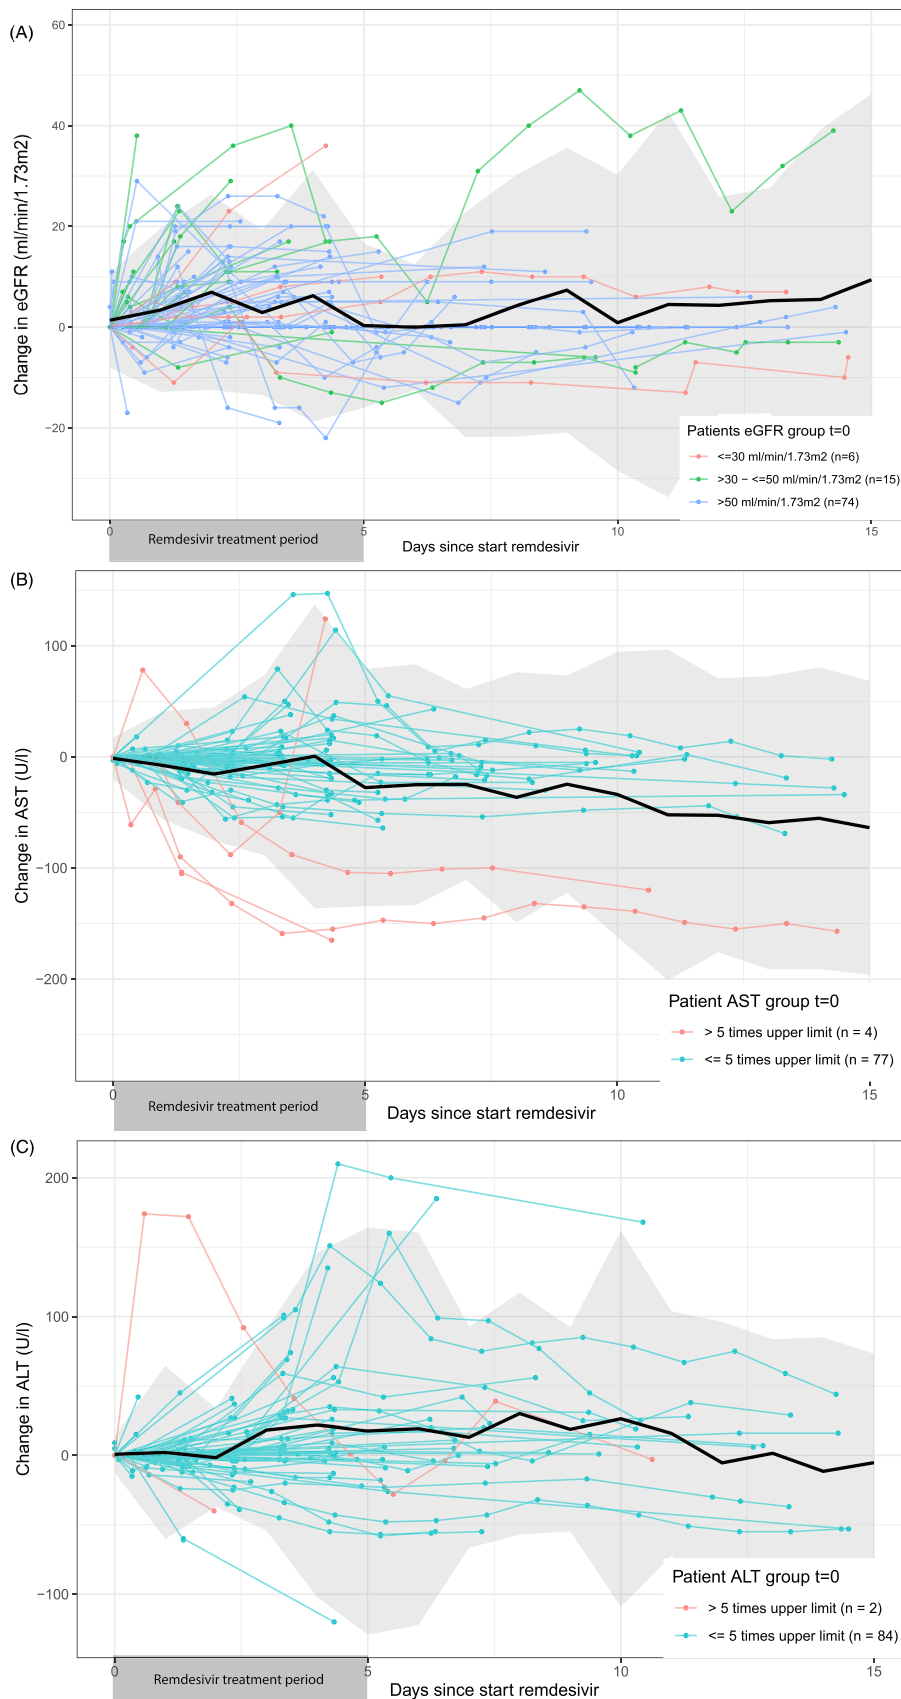 (A)
60
40
20
0
−20
Change in eGFR (ml/min/1.73m2)
Patients eGFR group t=0
<=30 ml/min/1.73m2 (n=6)
>30 − <=50 ml/min/1.73m2 (n=15)
>50 ml/min/1.73m2 (n=74)
0
5
10
15
Remdesivir treatment period
Days since start remdesivir
(B)
100
0
−100
−200
Change in AST (U/l)
Patient AST group t=0
> 5 times upper limit (n = 4)
<= 5 times upper limit (n = 77)
0
5
10
15
Remdesivir treatment period
Days since start remdesivir
(C)
200
100
0
−100
Change in ALT (U/l)
Patient ALT group t=0
> 5 times upper limit (n = 2)
<= 5 times upper limit (n = 84)
0
5
10
15
Remdesivir treatment period
Days since start remdesivir